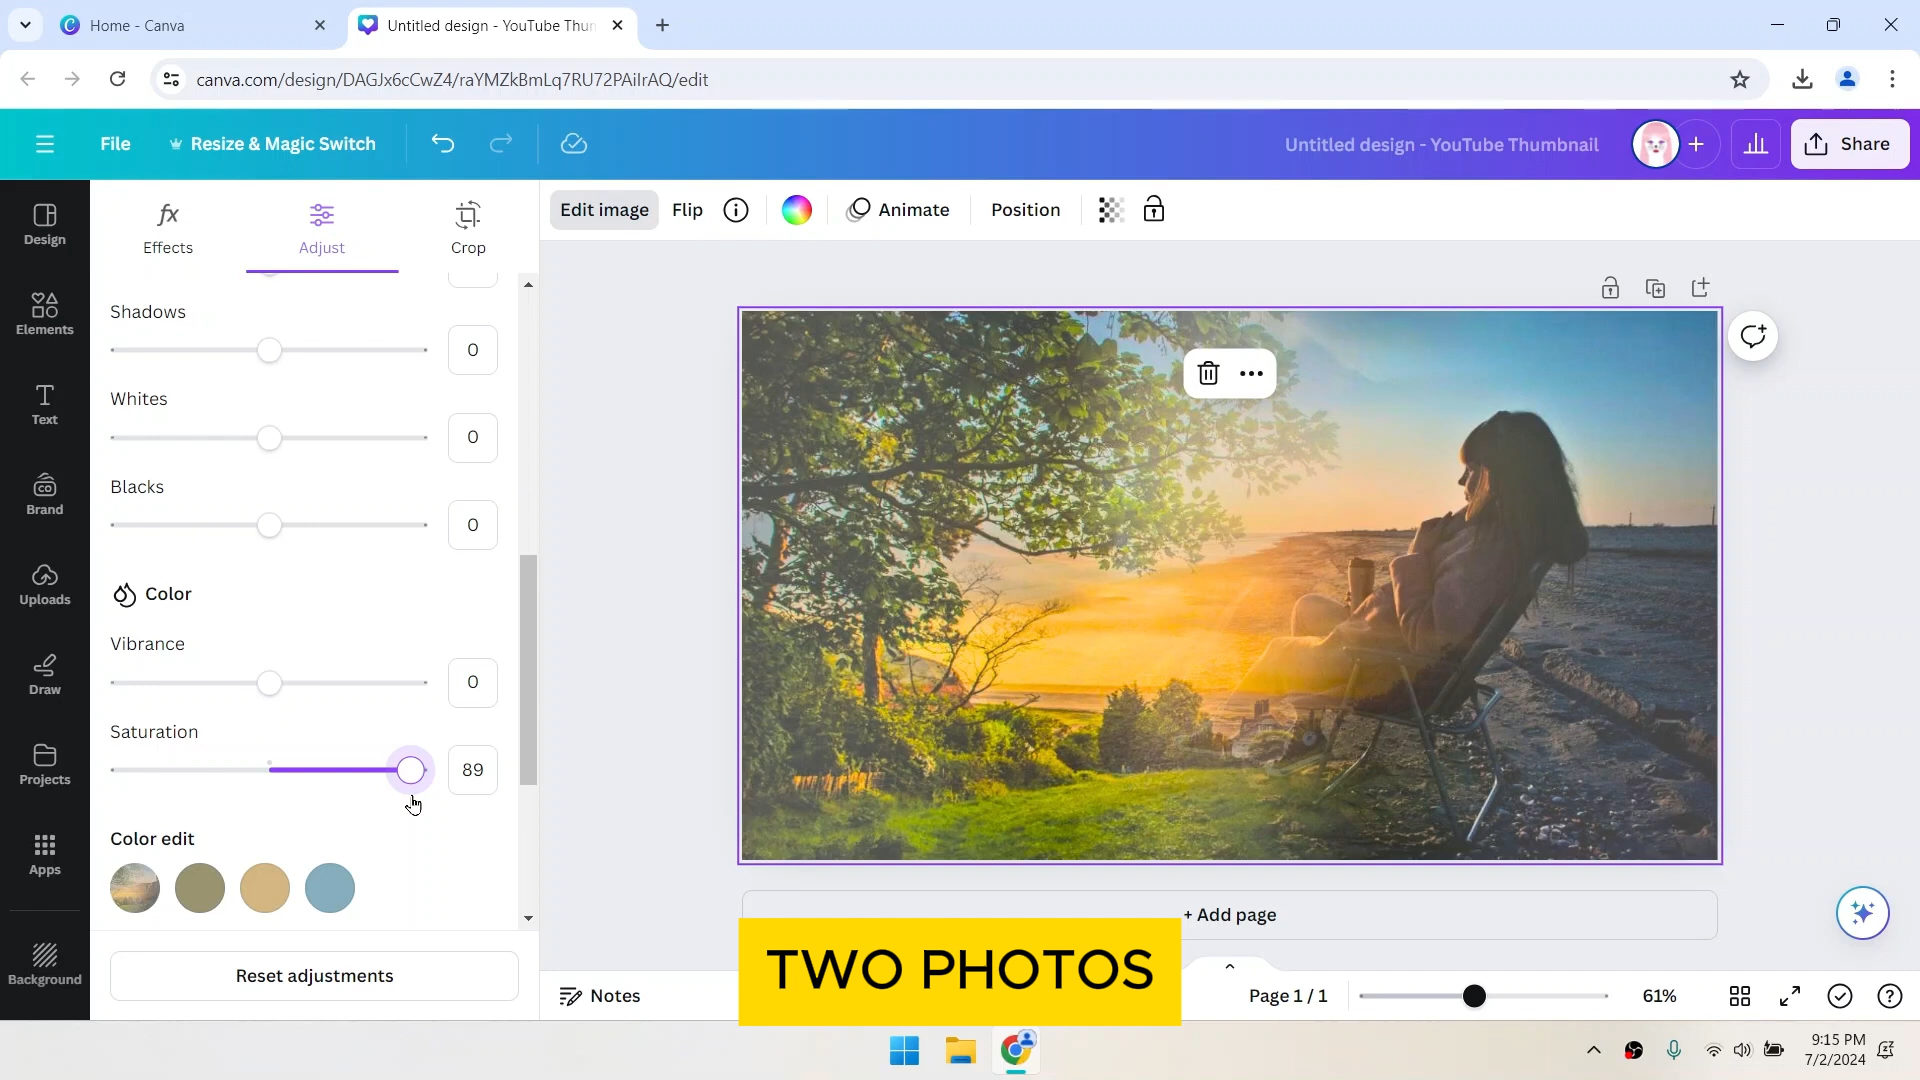 Home - Canva
Untitled design - YouTube Thun
canva.com/design/DAGJx6cCwZ4/raYMZkBmLq7RU72PAilrAQ/edit
File
Resize & Magic Switch
Untitled design - YouTube Thumbnail
Share
Design
Elements
Text
Brand
Uploads
Draw
Projects
Apps
Background
Effects
Adjust
Crop
Edit image
Flip
Animate
Position
Shadows
0
Whites
0
Blacks
0
Color
Vibrance
0
Saturation
89
Color edit
Reset adjustments
+ Add page
TWO PHOTOS
Notes
Page 1 / 1
61%
9:15 PM
7/2/2024